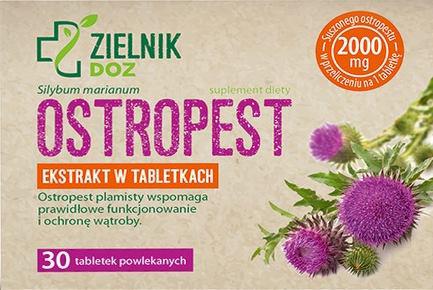 ZIELNIK
DOZ
Silybum marianum
suplement diety
OSTROPEST
EKSTRAKT W TABLETKACH
Ostropest plamisty wspomaga
prawidłowe funkcjonowanie
i ochronę wątroby.
30 tabletek powlekanych
Suszonego ostropestu
2000
mg
w przeliczeniu na 1 tabletkę